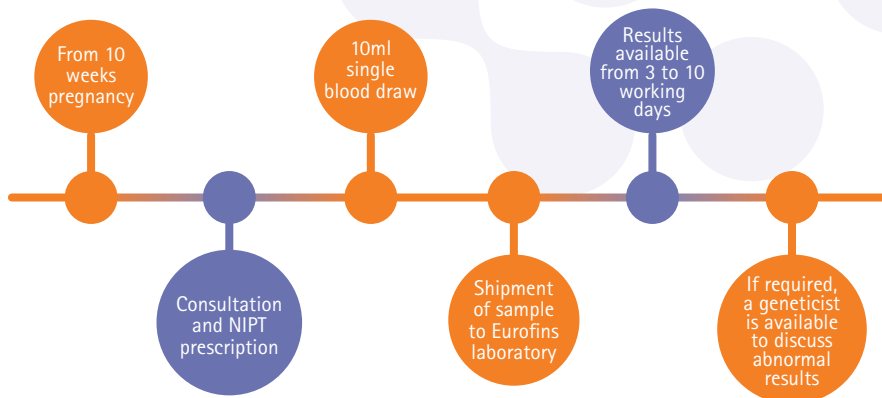 From 10
weeks
pregnancy
Consultation
and NIPT
prescription
10ml
single
blood draw
Shipment
of sample
to Eurofins
laboratory
Results
available
from 3 to 10
working
days
If required,
a geneticist
is available
to discuss
abnormal
results